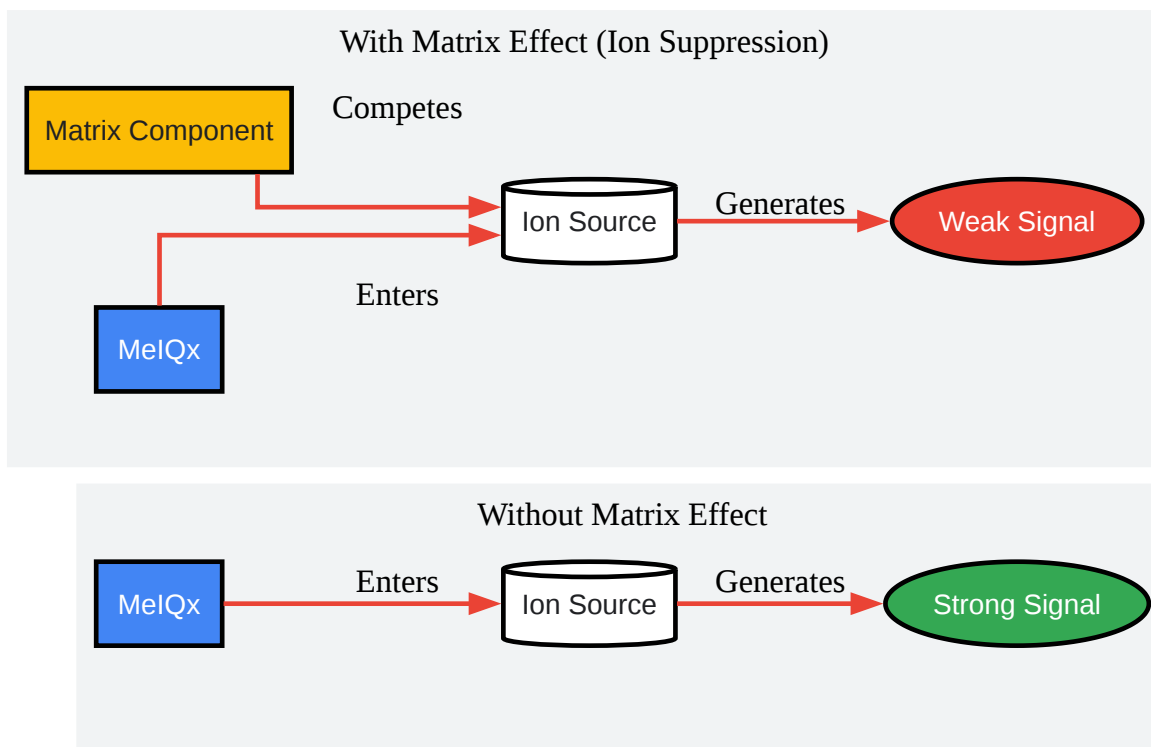 With Matrix Effect (Ion Suppression)
Competes
Matrix Component
Generates
Ion Source
Weak Signal
Enters
MeIQx
Without Matrix Effect
Enters
Generates
MeIQx
Ion Source
Strong Signal